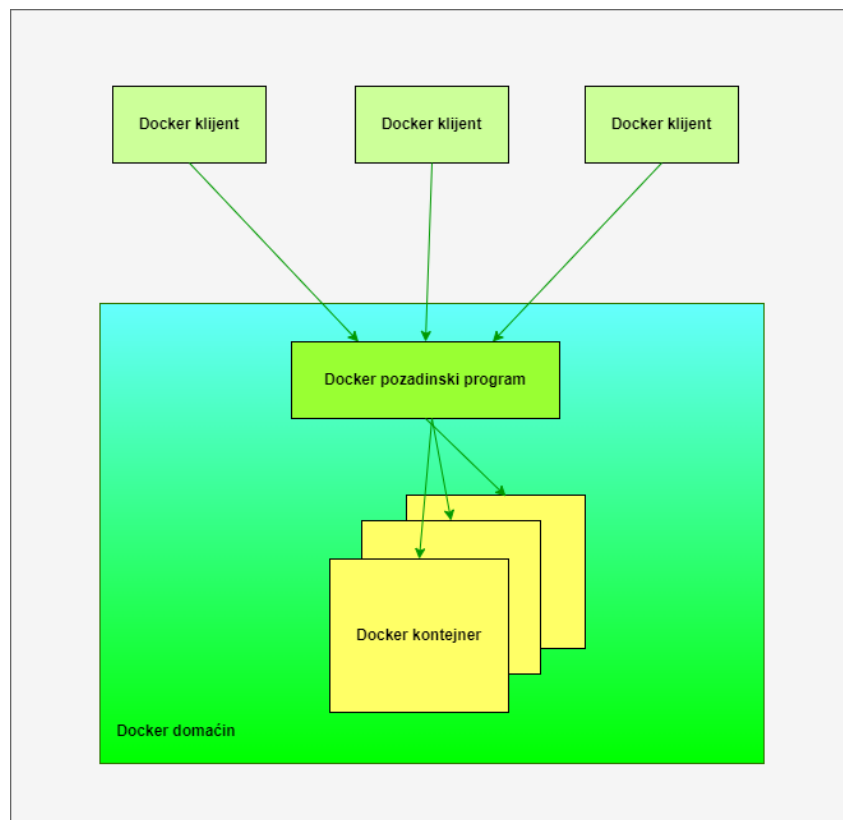 Docker klijent
Docker klijent
Docker klijent
Docker pozadinski program
Docker kontejner
Docker domaćin